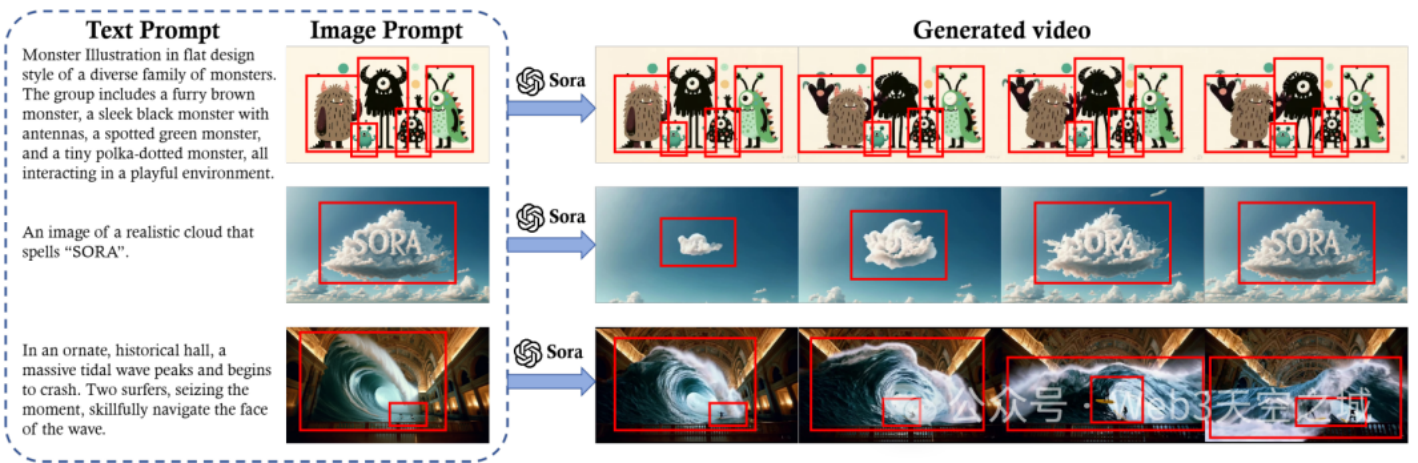 Text Prompt
Image Prompt
Generated video
Monster Illustration in flat design
style of a diverse family of monsters.
The group includes a furry brown
monster, a sleek black monster with
antennas, a spotted green monster,
and a tiny polka-dotted monster, all
interacting in a playful environment.
Sora
An image of a realistic cloud that
spells “SORA”.
SORA
Sora
SORA
SORA
In an ornate, historical hall, a
massive tidal wave peaks and begins
to crash. Two surfers, seizing the
moment, skillfully navigate the face
of the wave.
Sora
公众号 · Web3天空之城